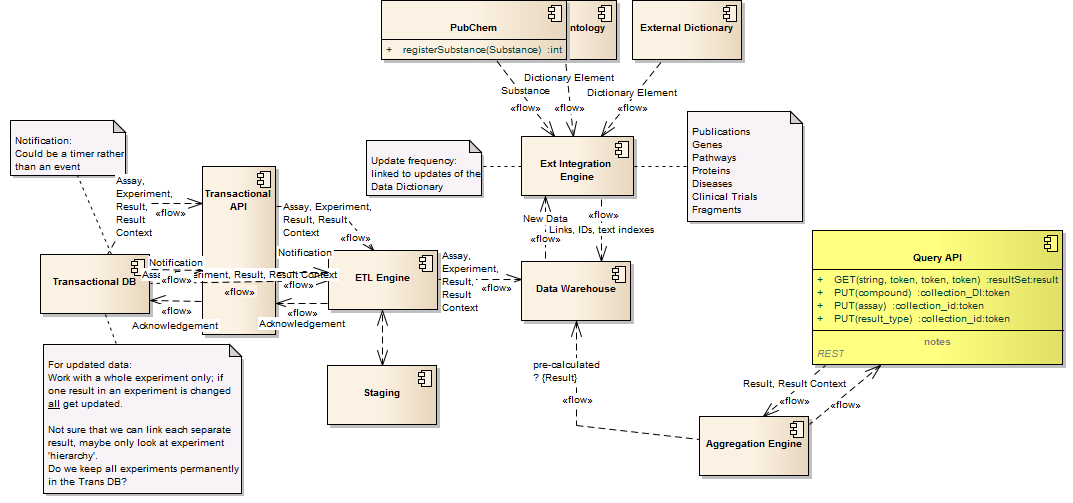 PubChem
+ registerSubstance(Substance) :int
ntology
External Dictionary
Dictionary Element
Substance
Dictionary Element
«flow»
«flow»
«flow»
Notification:
Could be a timer rather
than an event
Update frequency:
linked to updates of the
Data Dictionary
Ext Integration
Engine
Publications
Genes
Pathways
Proteins
Diseases
Clinical Trials
Fragments
Assay,
Experiment,
Result,
Result
Context
«flow»
Transactional
API
Assay, Experiment,
Result, Result
Context
«flow»
New Data
«flow»
«flow»
Links, IDs, text indexes
Transactional DB
Notification
«flow»
Notification
Assa
riment, Result, Result Context
«flow»
«flow»
Acknowledgement
«flow»
Acknowledgement
ETL Engine
Assay,
Experiment,
Result,
Result
Context
«flow»
Data Warehouse
Query API
+ GET(string, token, token, token) :resultSet:result
+ PUT(compound) :collection_DI:token
+ PUT(assay) :collection_id:token
+ PUT(result_type) :collection_id:token
notes
REST
For updated data:
Work with a whole experiment only; if
one result in an experiment is changed
all get updated.
Not sure that we can link each separate
result, maybe only look at experiment
'hierarchy'.
Do we keep all experiments permanently
in the Trans DB?
Staging
pre-calculated
? {Result}
«flow»
Result, Result Context
«flow»
«flow»
Aggregation Engine